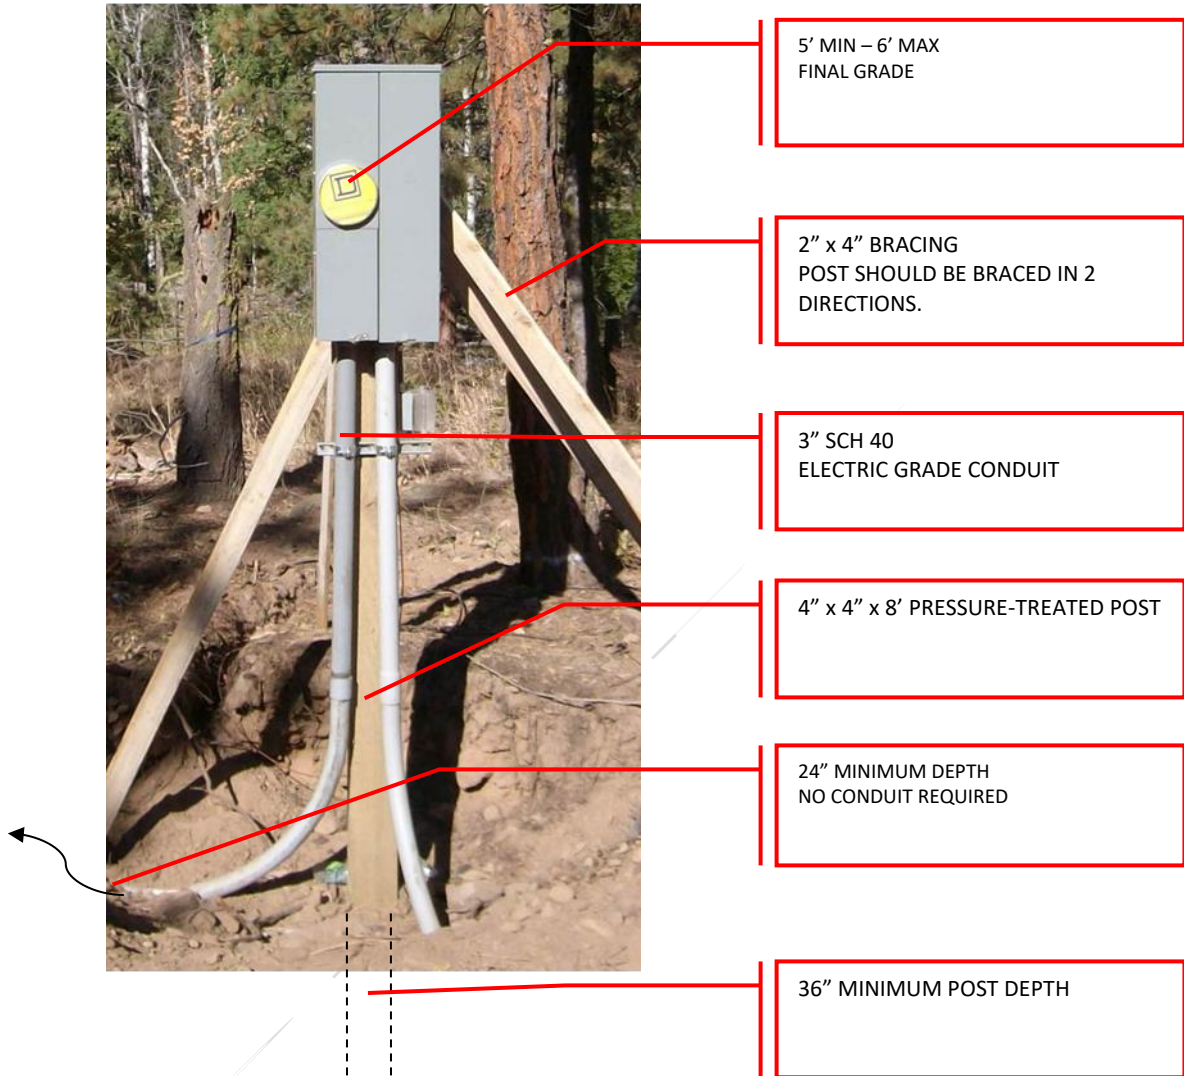 5’ MIN – 6’ MAX
FINAL GRADE
2” x 4” BRACING
POST SHOULD BE BRACED IN 2
DIRECTIONS.
3” SCH 40
ELECTRIC GRADE CONDUIT
4” x 4” x 8’ PRESSURE-TREATED POST
24” MINIMUM DEPTH
NO CONDUIT REQUIRED
36” MINIMUM POST DEPTH